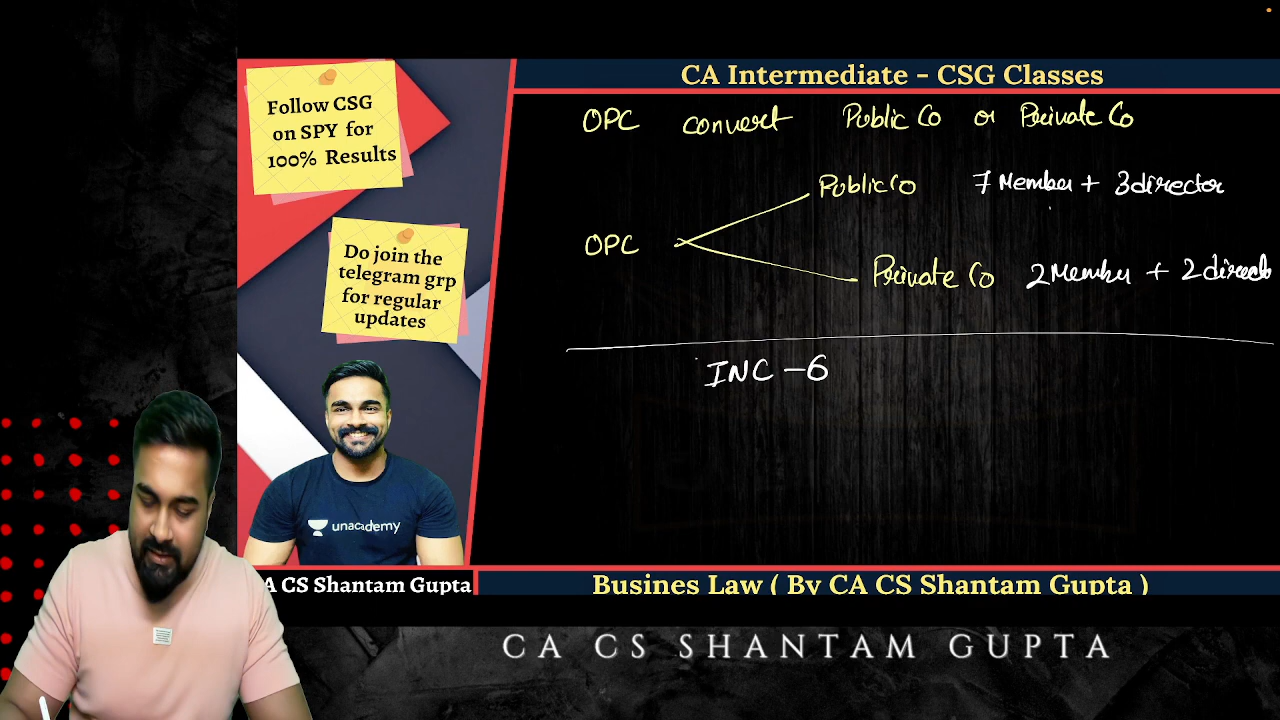 CA Intermediate - CSG Classes
Follow CSG
on SPY for
100% Results
Do join the
telegram grp
for regular
updates
unacademy
A CS Shantam Gupta
OPC convert Public Co or Private Co
Public Co 7 Member + 3 director
OPC
Private Co 2 Member + 2 directo
INC - 6
Busines Law ( By CA CS Shantam Gupta )
CA CS SHANTAM GUPTA